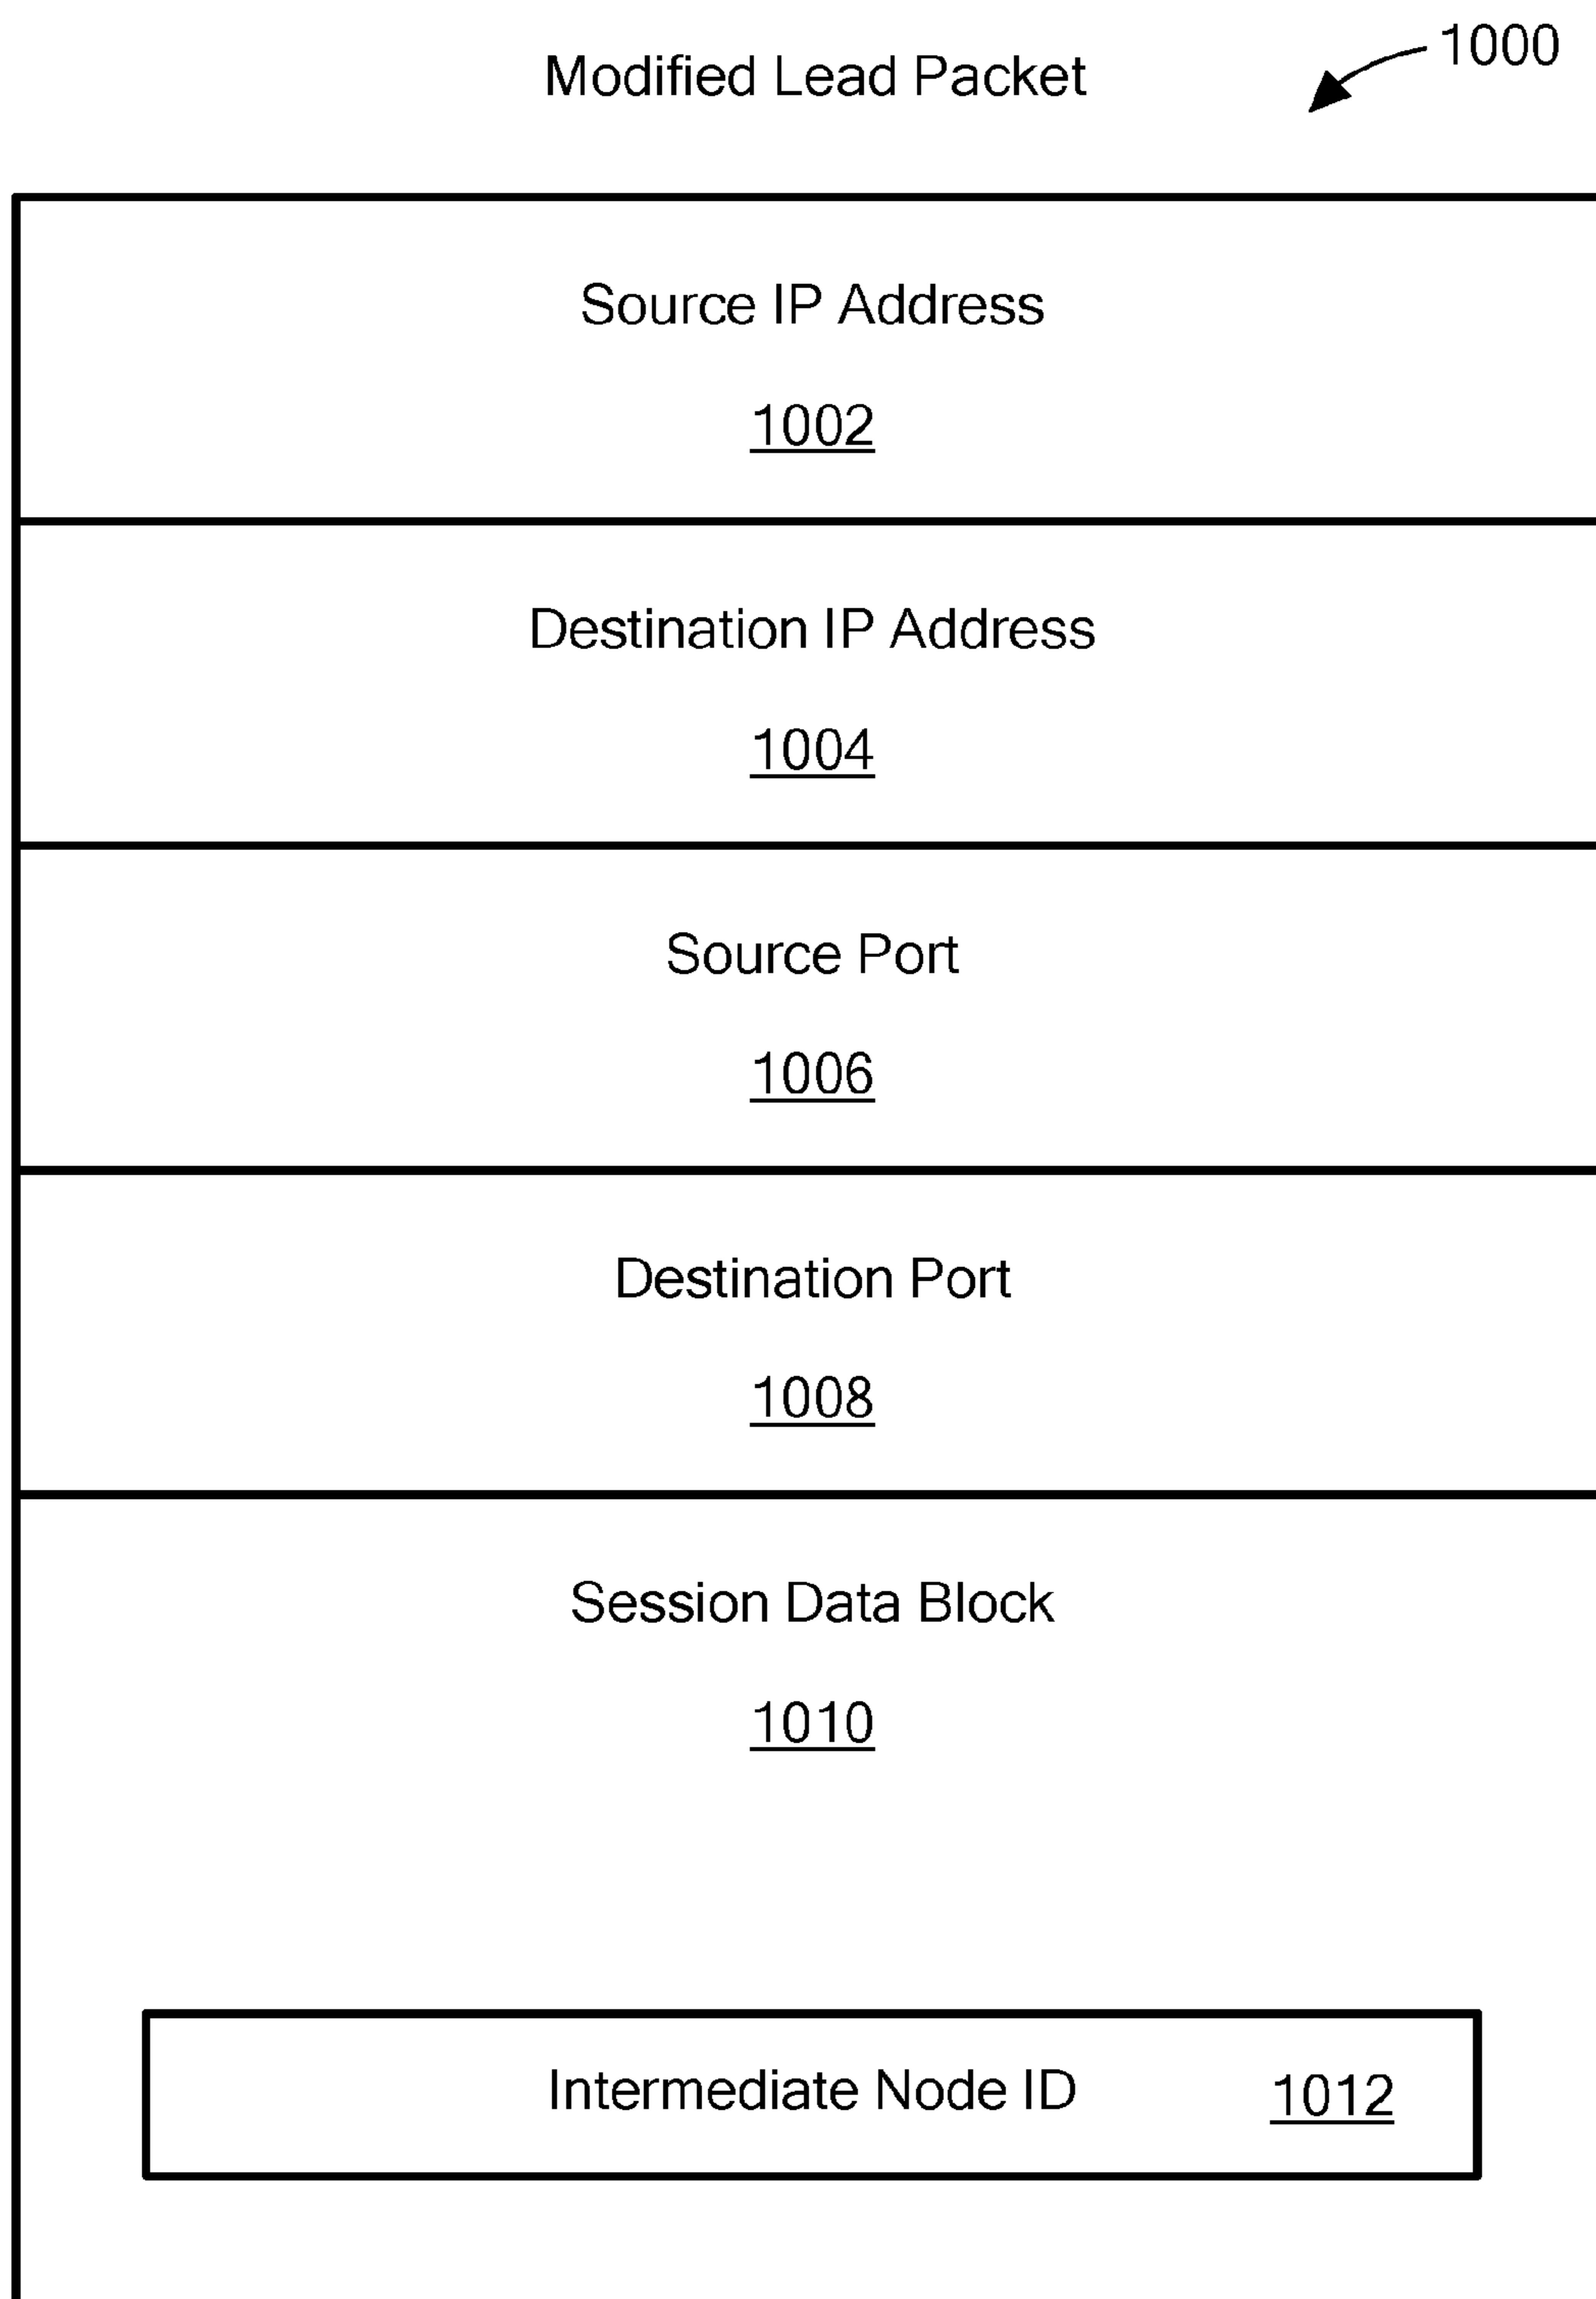 Modified Lead Packet
1000
Source IP Address
1002
Destination IP Address
1004
Source Port
1006
Destination Port
1008
Session Data Block
1010
Intermediate Node ID 1012